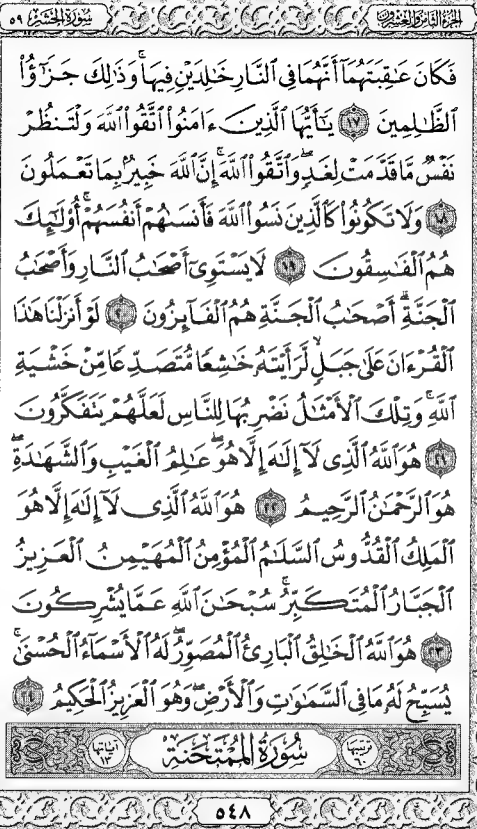 الجزء الثامن والعشرون سورة الحشر ٥٩
فَكَانَ عَٰقِبَتَهُمَآ أَنَّهُمَا فِي ٱلنَّارِ خَٰلِدَيْنِ فِيهَاۚ وَذَٰلِكَ جَزَٰٓؤُا۟
ٱلظَّٰلِمِينَ ١٧ يَٰٓأَيُّهَا ٱلَّذِينَ ءَامَنُوا۟ ٱتَّقُوا۟ ٱللَّهَ وَلْتَنظُرْ
نَفْسٌ مَّا قَدَّمَتْ لِغَدٍۖ وَٱتَّقُوا۟ ٱللَّهَۚ إِنَّ ٱللَّهَ خَبِيرٌۢ بِمَا تَعْمَلُونَ
١٨ وَلَا تَكُونُوا۟ كَٱلَّذِينَ نَسُوا۟ ٱللَّهَ فَأَنسَىٰهُمْ أَنفُسَهُمْۚ أُو۟لَٰٓئِكَ
هُمُ ٱلْفَٰسِقُونَ ١٩ لَا يَسْتَوِىٓ أَصْحَٰبُ ٱلنَّارِ وَأَصْحَٰبُ
ٱلْجَنَّةِۚ أَصْحَٰبُ ٱلْجَنَّةِ هُمُ ٱلْفَآئِزُونَ ٢٠ لَوْ أَنزَلْنَا هَٰذَا
ٱلْقُرْءَانَ عَلَىٰ جَبَلٍ لَّرَأَيْتَهُۥ خَٰشِعًا مُّتَصَدِّعًا مِّنْ خَشْيَةِ
ٱللَّهِۚ وَتِلْكَ ٱلْأَمْثَٰلُ نَضْرِبُهَا لِلنَّاسِ لَعَلَّهُمْ يَتَفَكَّرُونَ
٢١ هُوَ ٱللَّهُ ٱلَّذِى لَآ إِلَٰهَ إِلَّا هُوَۖ عَٰلِمُ ٱلْغَيْبِ وَٱلشَّهَٰدَةِۖ
هُوَ ٱلرَّحْمَٰنُ ٱلرَّحِيمُ ٢٢ هُوَ ٱللَّهُ ٱلَّذِى لَآ إِلَٰهَ إِلَّا هُوَ
ٱلْمَلِكُ ٱلْقُدُّوسُ ٱلسَّلَٰمُ ٱلْمُؤْمِنُ ٱلْمُهَيْمِنُ ٱلْعَزِيزُ
ٱلْجَبَّارُ ٱلْمُتَكَبِّرُۚ سُبْحَٰنَ ٱللَّهِ عَمَّا يُشْرِكُونَ
٢٣ هُوَ ٱللَّهُ ٱلْخَٰلِقُ ٱلْبَارِئُ ٱلْمُصَوِّرُۖ لَهُ ٱلْأَسْمَآءُ ٱلْحُسْنَىٰۚ
يُسَبِّحُ لَهُۥ مَا فِي ٱلسَّمَٰوَٰتِ وَٱلْأَرْضِۖ وَهُوَ ٱلْعَزِيزُ ٱلْحَكِيمُ ٢٤
ترتيبها ٦٠ سُورَةُ المُمْتَحنَةِ آياتها ١٣
٥٤٨